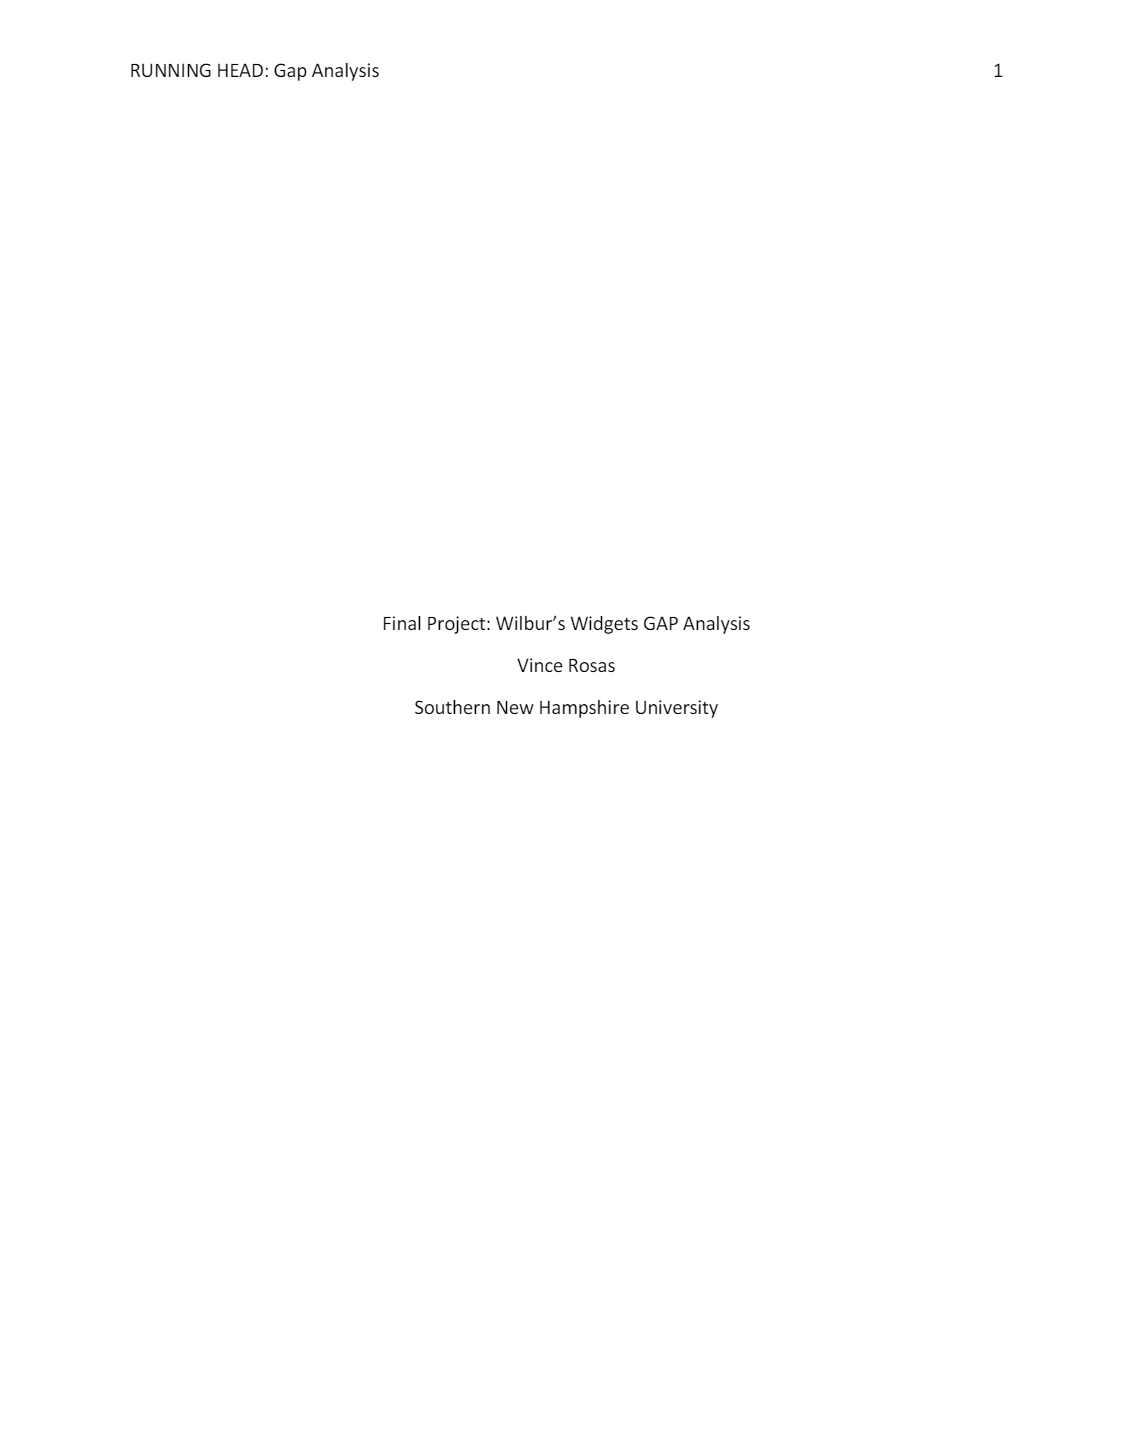 RUNNING HEAD: Gap Analysis 1
Final Project: Wilbur’s Widgets GAP Analysis
Vince Rosas
Southern New Hampshire University